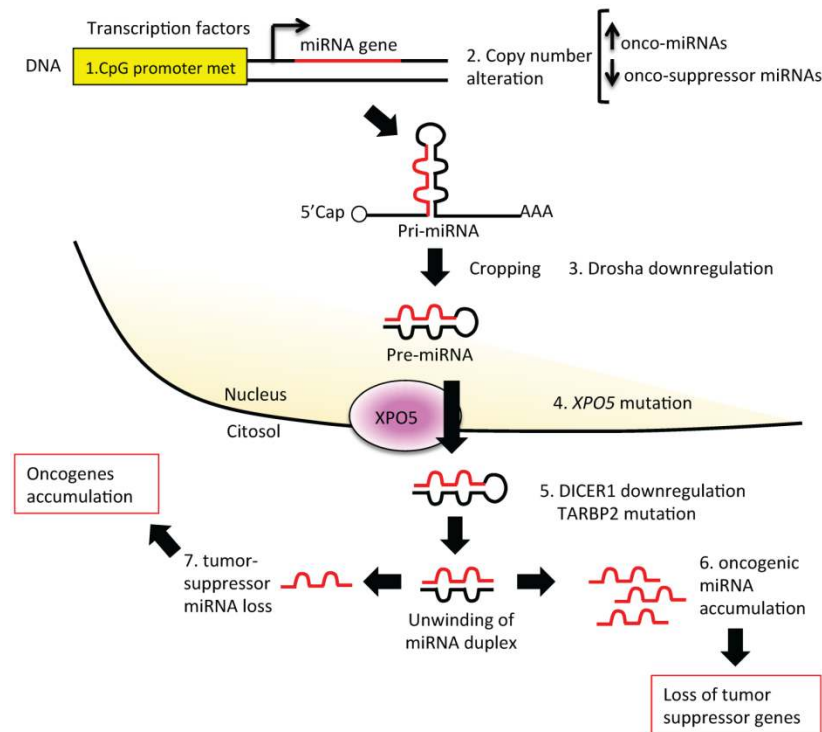 Transcription factors
miRNA gene
DNA
1.CpG promoter met
2. Copy number
alteration
onco-miRNAs
onco-suppressor miRNAs
5'Cap
AAA
Pri-miRNA
Cropping
3. Drosha downregulation
Pre-miRNA
Nucleus
Citosol
XPO5
4. XPO5 mutation
Oncogenes
accumulation
5. DICER1 downregulation
TARBP2 mutation
7. tumor-
suppressor
miRNA loss
Unwinding of
miRNA duplex
6. oncogenic
miRNA
accumulation
Loss of tumor
suppressor genes